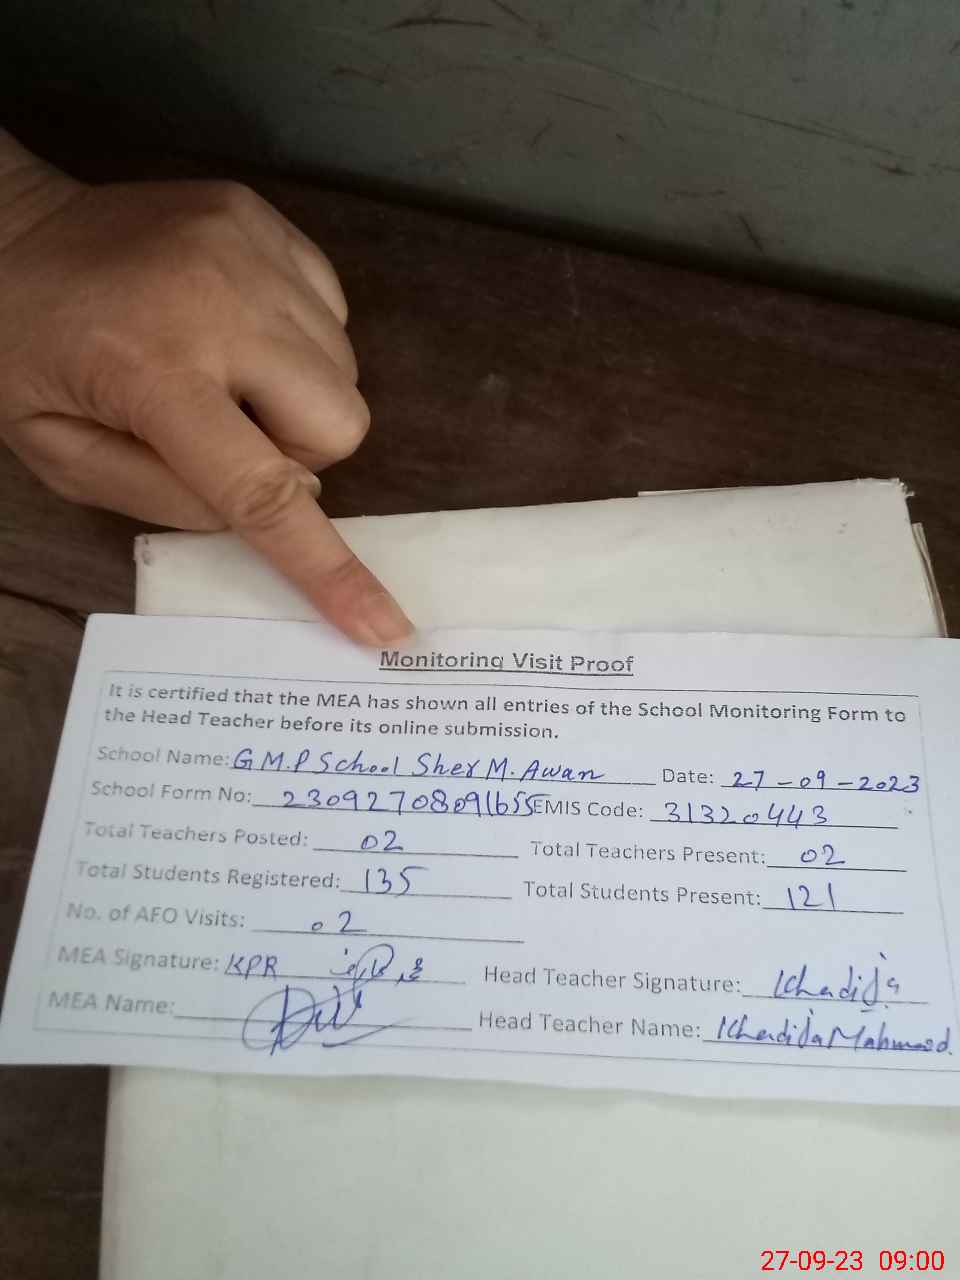 Monitoring Visit Proof
It is certified that the MEA has shown all entries of the School Monitoring Form to
the Head Teacher before its online submission.
School Name: G M.P School Sher M. Awan Date: 27-09-2023
School Form No: 23092708091655 EMIS Code: 31320443
Total Teachers Posted: 02 Total Teachers Present: 02
Total Students Registered: 135 Total Students Present: 121
No. of AFO Visits: 02
MEA Signature: KPR Head Teacher Signature: Khadija
MEA Name: Head Teacher Name: Khadija Mahmood.
27-09-23 09:00